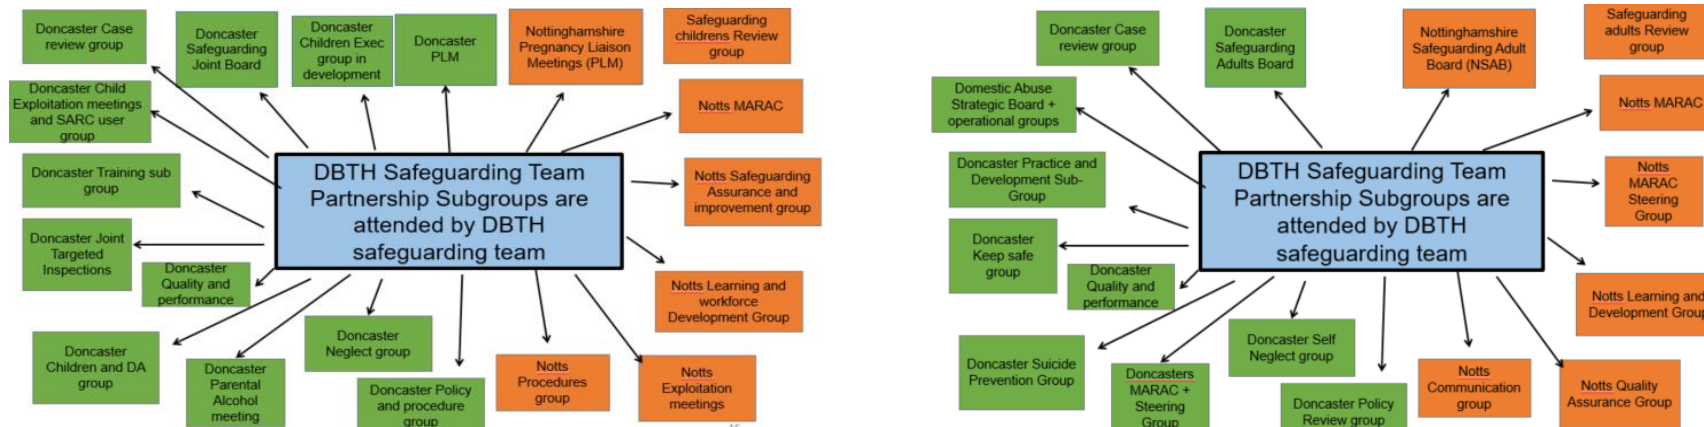 Doncaster Case
review group
Doncaster
Safeguarding
Joint Board
Doncaster
Children Exec
group in
development
Doncaster
PLM
Nottinghamshire
Pregnancy Liaison
Meetings (PLM)
Safeguarding
childrens Review
group
Doncaster Child
Exploitation meetings
and SARC user
group
Notts MARAC
Doncaster Training sub
group
DBTH Safeguarding Team
Partnership Subgroups are
attended by DBTH
safeguarding team
Notts Safeguarding
Assurance and
improvement group
Doncaster Joint
Targeted
Inspections
Doncaster
Quality and
performance
Notts Learning and
workforce
Development Group
Doncaster
Children and DA
group
Doncaster
Parental
Alcohol
meeting
Doncaster
Neglect group
Doncaster Policy
and procedure
group
Notts
Procedures
group
Notts
Exploitation
meetings
Doncaster Case
review group
Doncaster
Safeguarding
Adults Board
Nottinghamshire
Safeguarding Adult
Board (NSAB)
Safeguarding
adults Review
group
Domestic Abuse
Strategic Board +
operational groups
Notts MARAC
Doncaster Practice and
Development Sub-
Group
DBTH Safeguarding Team
Partnership Subgroups are
attended by DBTH
safeguarding team
Notts
MARAC
Steering
Group
Doncaster
Keep safe
group
Doncaster
Quality and
performance
Notts Learning and
Development Group
Doncaster Suicide
Prevention Group
Doncasters
MARAC +
Steering
Group
Doncaster Self
Neglect group
Doncaster Policy
Review group
Notts
Communication
group
Notts Quality
Assurance Group